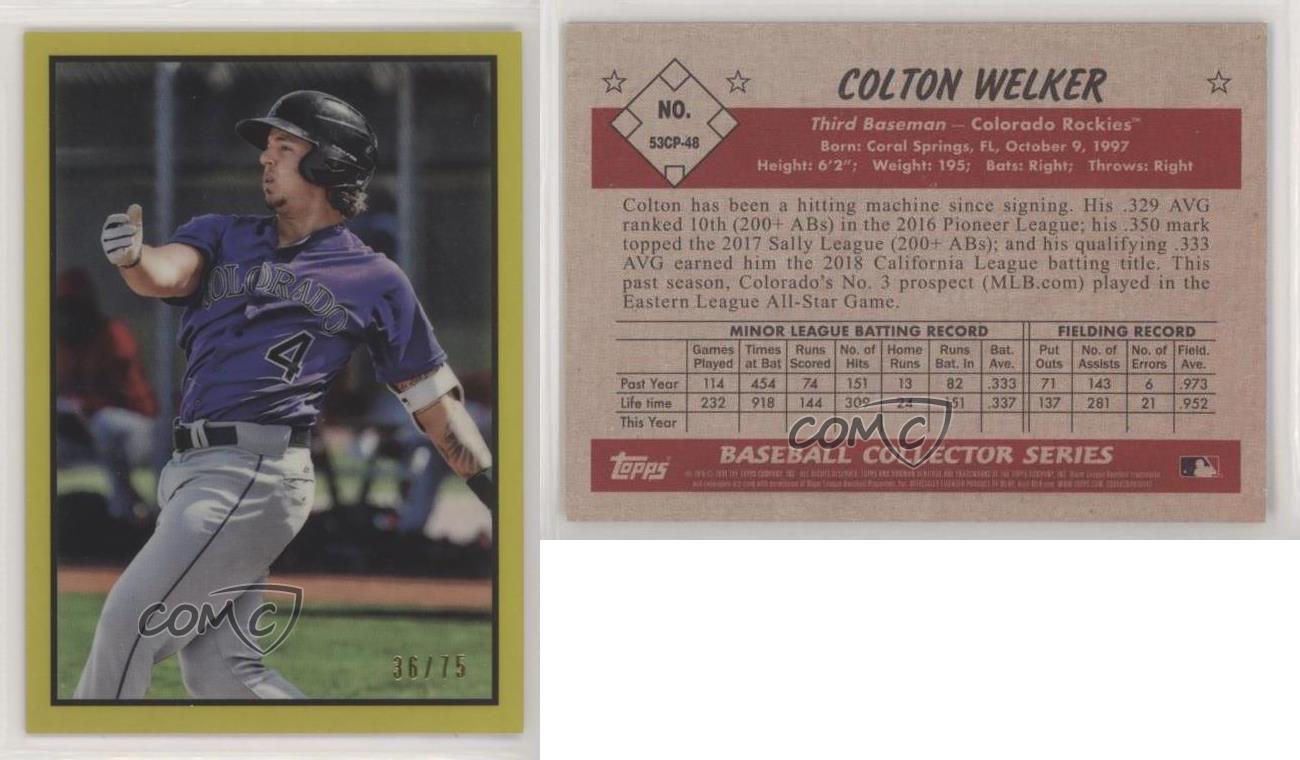 COLORADO
4
COMC
36/75
NO.
53CP-48
COLTON WELKER
Third Baseman — Colorado Rockies™
Born: Coral Springs, FL, October 9, 1997
Height: 6'2"; Weight: 195; Bats: Right; Throws: Right
Colton has been a hitting machine since signing. His .329 AVG
ranked 10th (200+ ABs) in the 2016 Pioneer League; his .350 mark
topped the 2017 Sally League (200+ ABs); and his qualifying .333
AVG earned him the 2018 California League batting title. This
past season, Colorado's No. 3 prospect (MLB.com) played in the
Eastern League All-Star Game.
MINOR LEAGUE BATTING RECORD FIELDING RECORD
Games Times Runs No. of Home Runs Bat. Put No. of No. of Field.
Played at Bat Scored Hits Runs Bat. In Ave. Outs Assists Errors Ave.
Past Year 114 454 74 151 13 82 .333 71 143 6 .973
Life time 232 918 144 309 24 151 .337 137 281 21 .952
This Year
COMC
Topps BASEBALL COLLECTOR SERIES